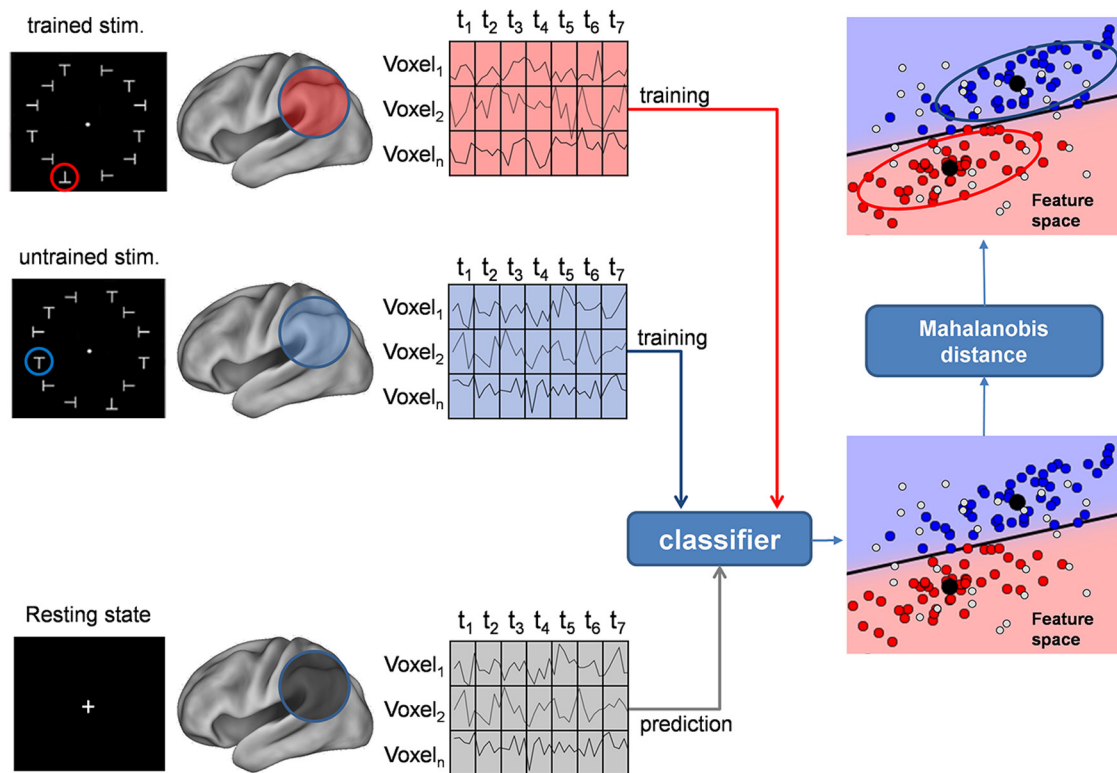 trained stim.
t1 t2 t3 t4 t5 t6 t7
Voxel1
Voxel2
Voxeln
training
Feature
space
untrained stim.
t1 t2 t3 t4 t5 t6 t7
Voxel1
Voxel2
Voxeln
training
Mahalanobis
distance
classifier
Feature
space
Resting state
t1 t2 t3 t4 t5 t6 t7
Voxel1
Voxel2
Voxeln
prediction